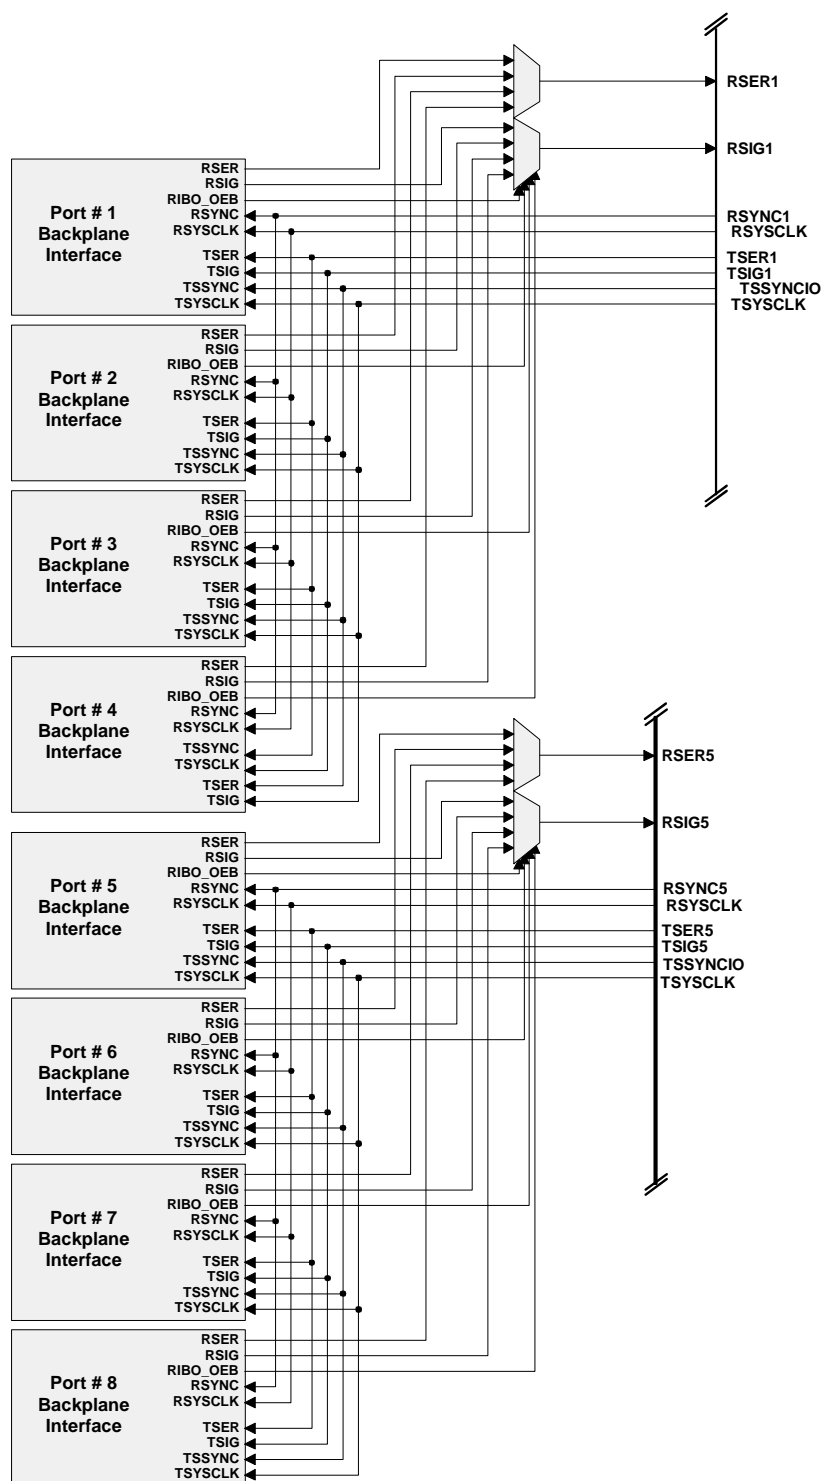 RSER1
RSIG1
RSER
RSIG
RIBO_OEB
RSYNC
RSYSCLK
TSER
TSIG
TSSYNC
TSYSCLK
Port # 1
Backplane
Interface
RSYNC1
RSYSCLK
TSER1
TSIG1
TSSYNCIO
TSYSCLK
RSER
RSIG
RIBO_OEB
RSYNC
RSYSCLK
TSER
TSIG
TSSYNC
TSYSCLK
Port # 2
Backplane
Interface
RSER
RSIG
RIBO_OEB
RSYNC
RSYSCLK
TSER
TSIG
TSSYNC
TSYSCLK
Port # 3
Backplane
Interface
RSER
RSIG
RIBO_OEB
RSYNC
RSYSCLK
TSSYNC
TSYSCLK
TSER
TSIG
Port # 4
Backplane
Interface
RSER5
RSIG5
RSER
RSIG
RIBO_OEB
RSYNC
RSYSCLK
TSER
TSIG
TSSYNC
TSYSCLK
Port # 5
Backplane
Interface
RSYNC5
RSYSCLK
TSER5
TSIG5
TSSYNCIO
TSYSCLK
RSER
RSIG
RIBO_OEB
RSYNC
RSYSCLK
TSER
TSIG
TSSYNC
TSYSCLK
Port # 6
Backplane
Interface
RSER
RSIG
RIBO_OEB
RSYNC
RSYSCLK
TSER
TSIG
TSSYNC
TSYSCLK
Port # 7
Backplane
Interface
RSER
RSIG
RIBO_OEB
RSYNC
RSYSCLK
TSER
TSIG
TSSYNC
TSYSCLK
Port # 8
Backplane
Interface